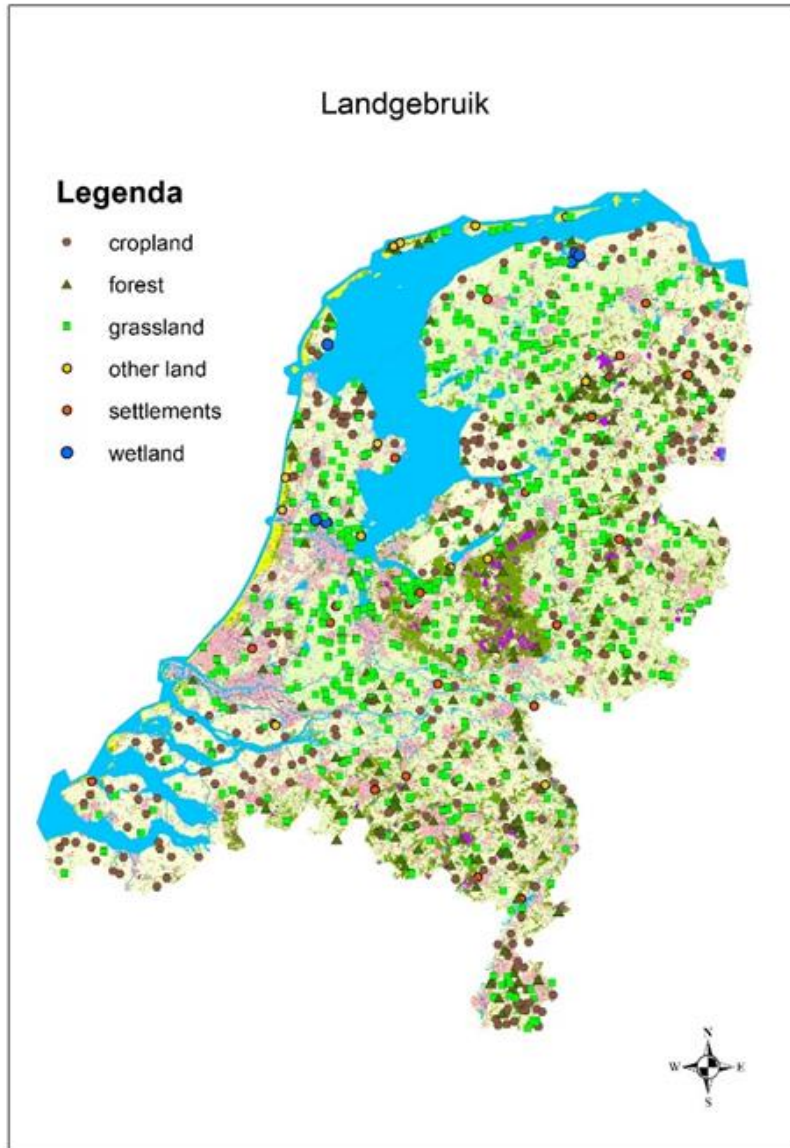 Landgebruik
Legenda
cropland
forest
grassland
other land
settlements
wetland
N
W E
S